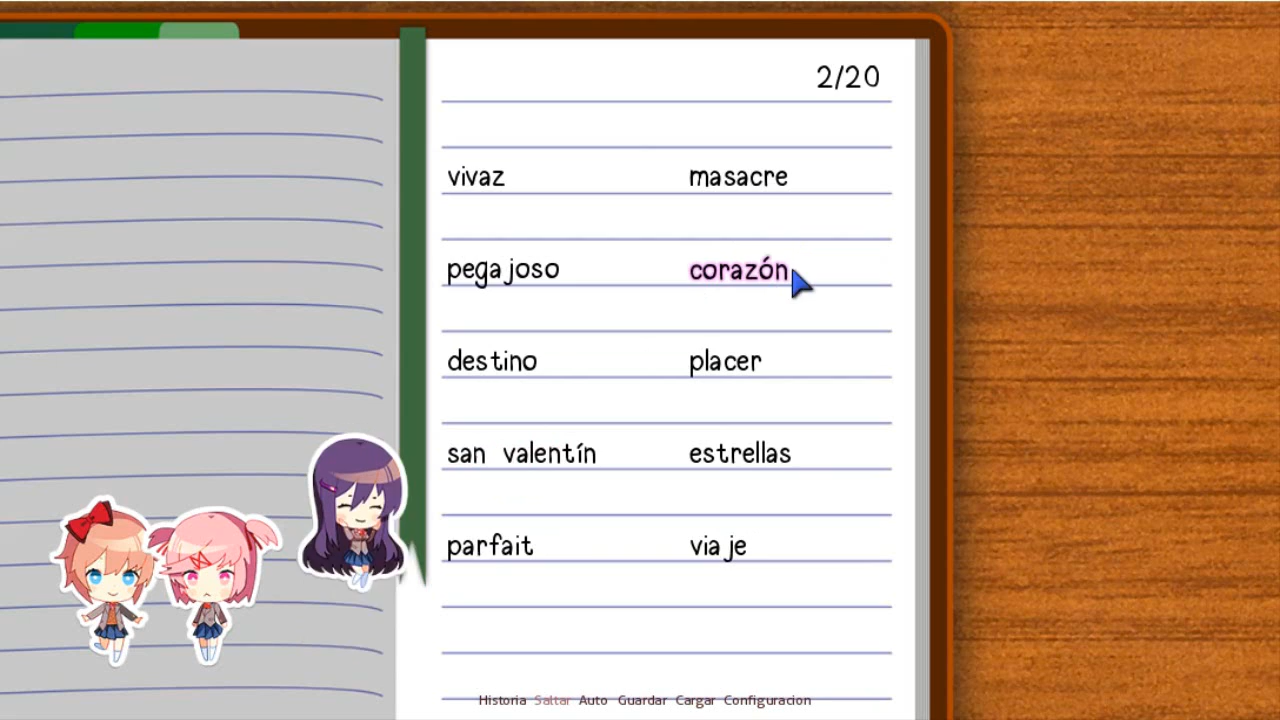 2/20
vivaz masacre
pegajoso corazón
destino placer
san valentín estrellas
parfait viaje
Historia Saltar Auto Guardar Cargar Configuracion